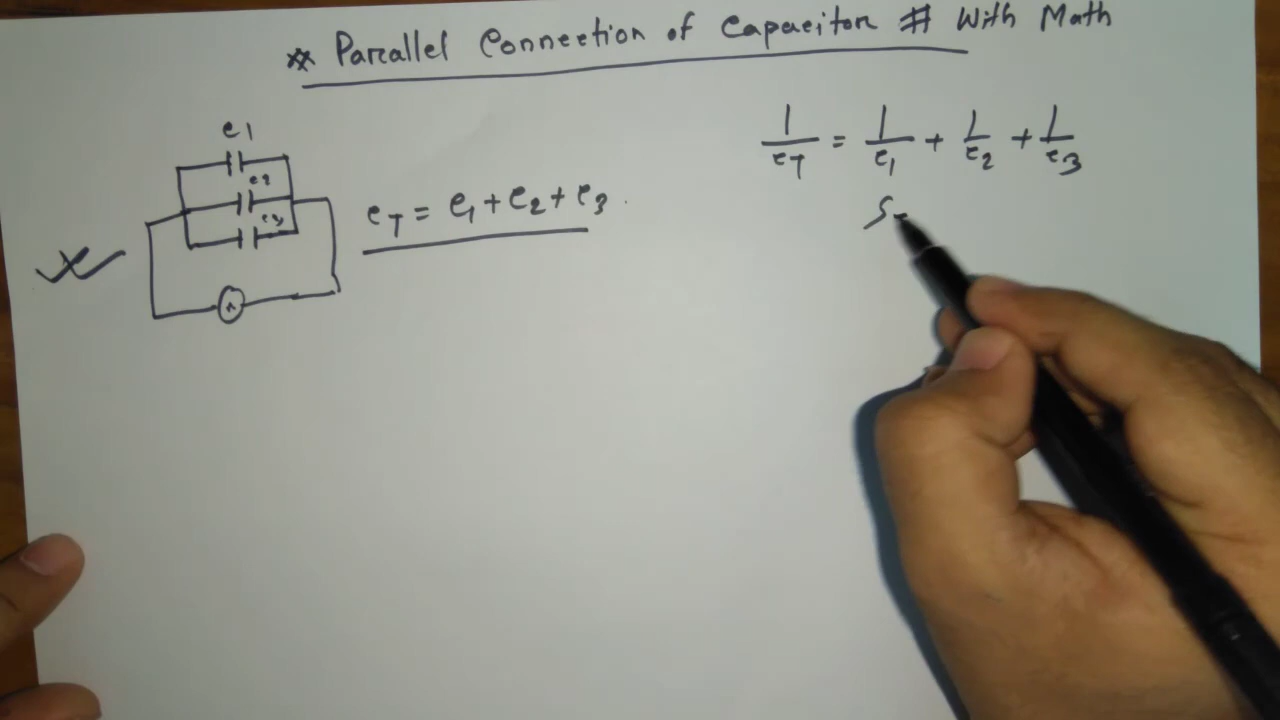 ** Parallel Connection of Capacitor # With Math
C1
C2
C3
CT = C1 + C2 + C3
1/CT = 1/C1 + 1/C2 + 1/C3